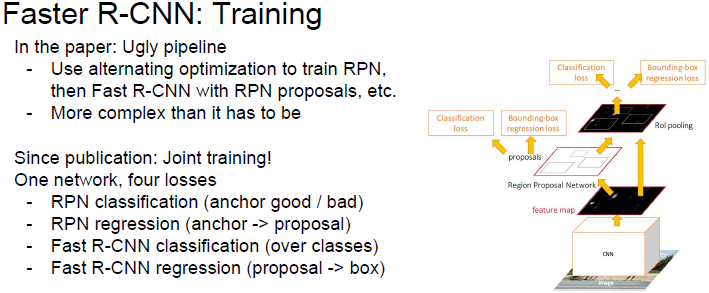 Faster R-CNN: Training
In the paper: Ugly pipeline
- Use alternating optimization to train RPN,
then Fast R-CNN with RPN proposals, etc.
- More complex than it has to be
Since publication: Joint training!
One network, four losses
- RPN classification (anchor good / bad)
- RPN regression (anchor -> proposal)
- Fast R-CNN classification (over classes)
- Fast R-CNN regression (proposal -> box)
Classification
loss
Bounding-box
regression loss
...
Classification
loss
Bounding-box
regression loss
RoI pooling
proposals
Region Proposal Network
feature map
CNN
image